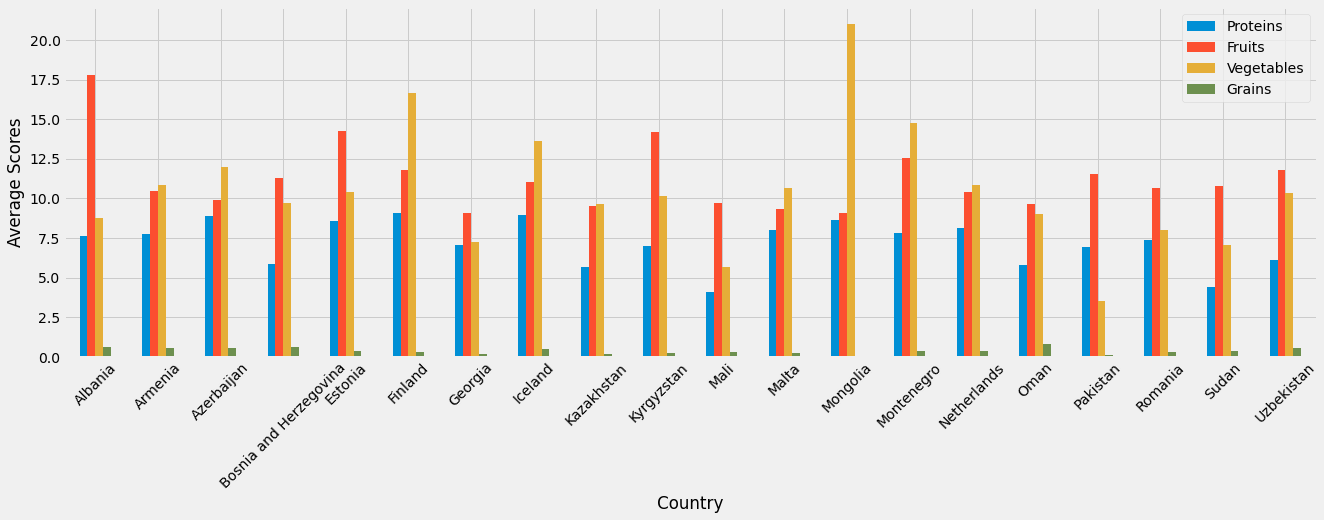 Proteins
Fruits
Vegetables
Grains
Average Scores
20.0
17.5
15.0
12.5
10.0
7.5
5.0
2.5
0.0
Albania
Armenia
Azerbaijan
Bosnia and Herzegovina
Estonia
Finland
Georgia
Iceland
Kazakhstan
Kyrgyzstan
Mali
Malta
Mongolia
Montenegro
Netherlands
Oman
Pakistan
Romania
Sudan
Uzbekistan
Country